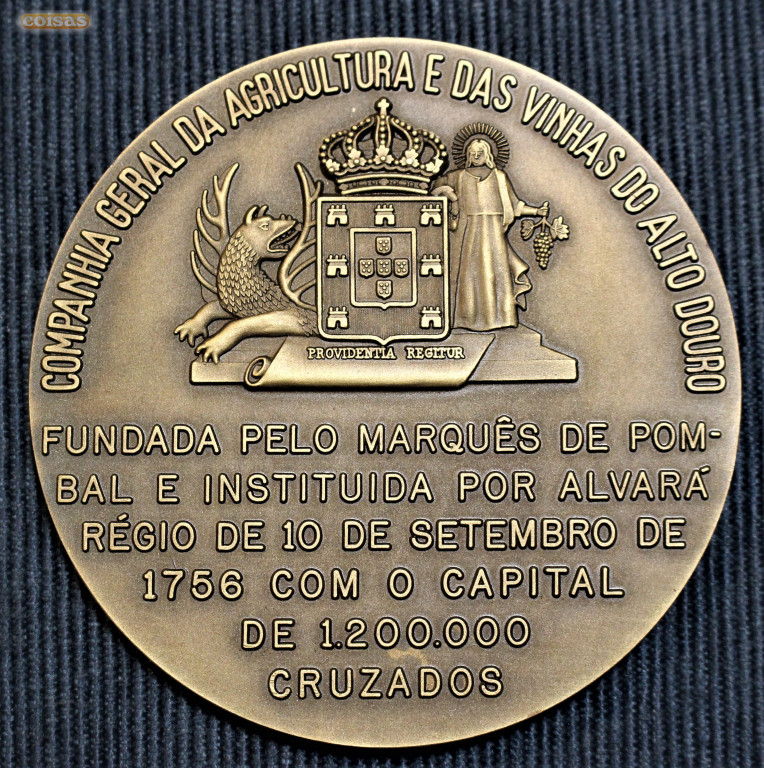 coisas
COMPANHIA GERAL DA AGRICULTURA E DAS VINHAS DO ALTO DOURO
PROVIDENTIA REGITUR
FUNDADA PELO MARQUÊS DE POM-
BAL E INSTITUIDA POR ALVARÁ
RÉGIO DE 10 DE SETEMBRO DE
1756 COM O CAPITAL
DE 1.200.000
CRUZADOS